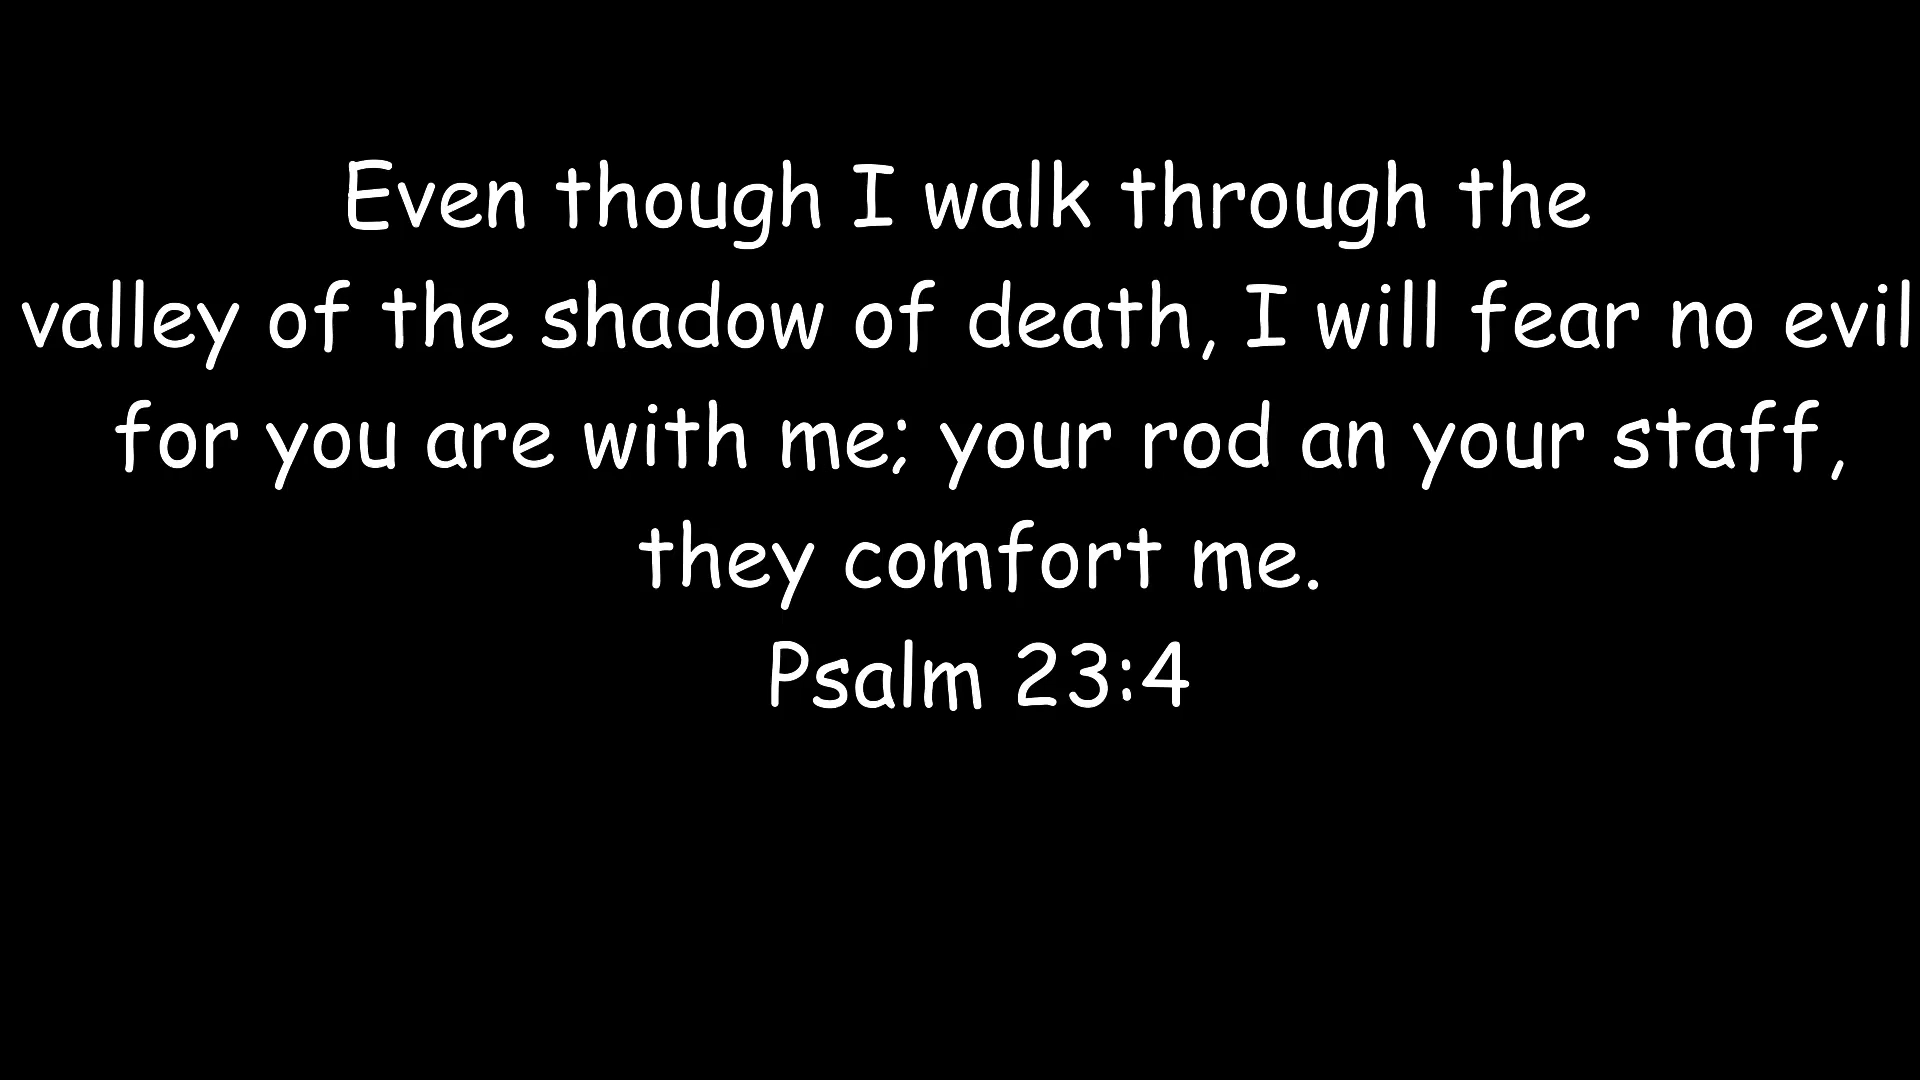 Even though I walk through the
valley of the shadow of death, I will fear no evil
for you are with me; your rod an your staff,
they comfort me.
Psalm 23:4